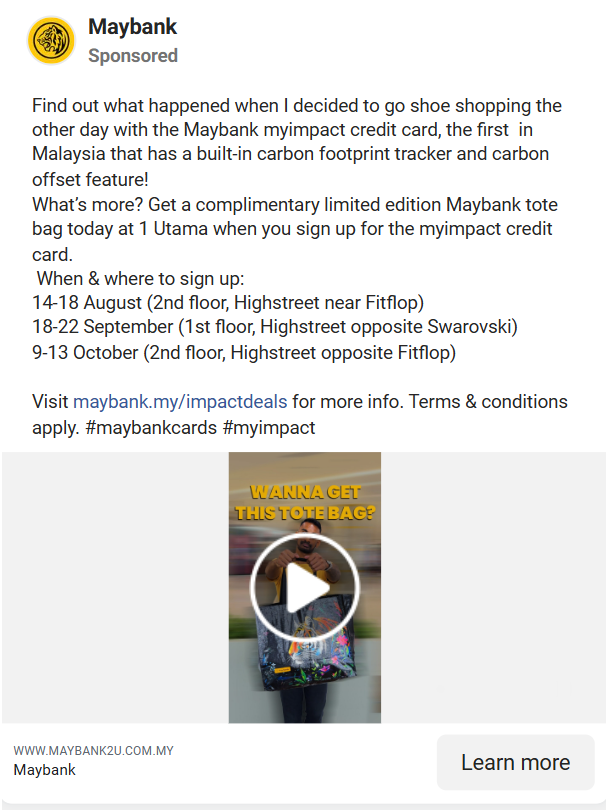 Maybank
Sponsored
Find out what happened when I decided to go shoe shopping the
other day with the Maybank myimpact credit card, the first  in
Malaysia that has a built-in carbon footprint tracker and carbon
offset feature!
What’s more? Get a complimentary limited edition Maybank tote
bag today at 1 Utama when you sign up for the myimpact credit
card.
When & where to sign up:
14-18 August (2nd floor, Highstreet near Fitflop)
18-22 September (1st floor, Highstreet opposite Swarovski)
9-13 October (2nd floor, Highstreet opposite Fitflop)
Visit maybank.my/impactdeals for more info. Terms & conditions
apply. #maybankcards #myimpact
WANNA GET
THIS TOTE BAG?
WWW.MAYBANK2U.COM.MY
Maybank
Learn more